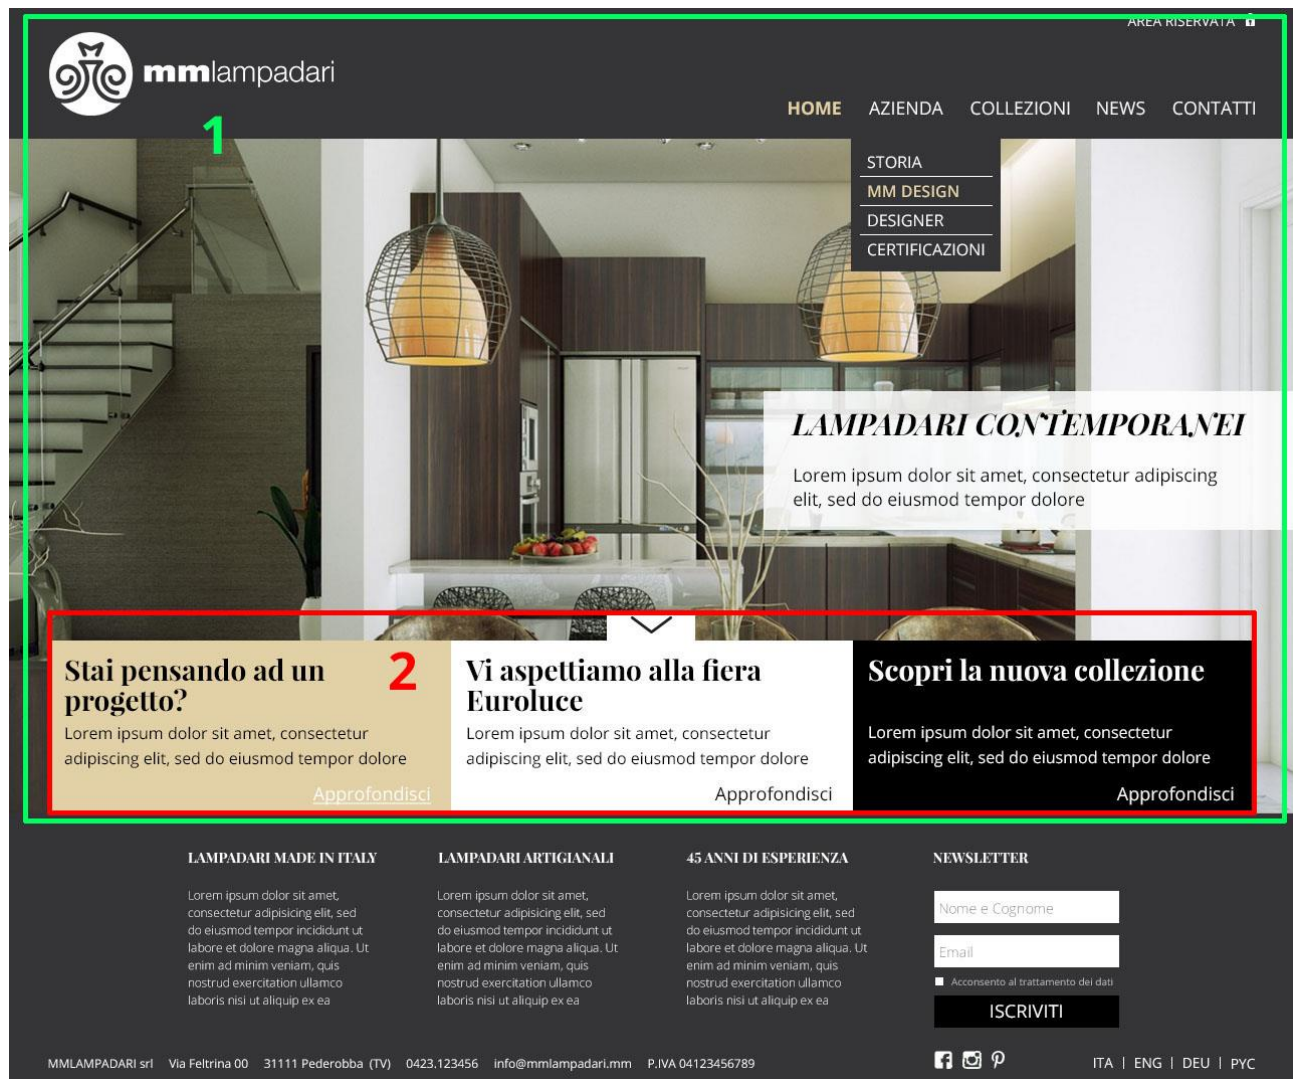 AREA RISERVATA
mmlampadari
HOME AZIENDA COLLEZIONI NEWS CONTATTI
1
STORIA
MM DESIGN
DESIGNER
CERTIFICAZIONI
LAMPADARI CONTEMPORANEI
Lorem ipsum dolor sit amet, consectetur adipiscing
elit, sed do eiusmod tempor dolore
2
Stai pensando ad un
progetto?
Lorem ipsum dolor sit amet, consectetur
adipiscing elit, sed do eiusmod tempor dolore
Approfondisci
Vi aspettiamo alla fiera
Euroluce
Lorem ipsum dolor sit amet, consectetur
adipiscing elit, sed do eiusmod tempor dolore
Approfondisci
Scopri la nuova collezione
Lorem ipsum dolor sit amet, consectetur
adipiscing elit, sed do eiusmod tempor dolore
Approfondisci
LAMPADARI MADE IN ITALY
Lorem ipsum dolor sit amet,
consectetur adipisicing elit, sed
do eiusmod tempor incididunt ut
labore et dolore magna aliqua. Ut
enim ad minim veniam, quis
nostrud exercitation ullamco
laboris nisi ut aliquip ex ea
LAMPADARI ARTIGIANALI
Lorem ipsum dolor sit amet,
consectetur adipisicing elit, sed
do eiusmod tempor incididunt ut
labore et dolore magna aliqua. Ut
enim ad minim veniam, quis
nostrud exercitation ullamco
laboris nisi ut aliquip ex ea
45 ANNI DI ESPERIENZA
Lorem ipsum dolor sit amet,
consectetur adipisicing elit, sed
do eiusmod tempor incididunt ut
labore et dolore magna aliqua. Ut
enim ad minim veniam, quis
nostrud exercitation ullamco
laboris nisi ut aliquip ex ea
NEWSLETTER
Nome e Cognome
Email
Acconsento al trattamento dei dati
ISCRIVITI
MMLAMPADARI srl Via Feltrina 00 31111 Pederobba (TV) 0423.123456 info@mmlampadari.mm P.IVA 04123456789
ITA | ENG | DEU | PYC